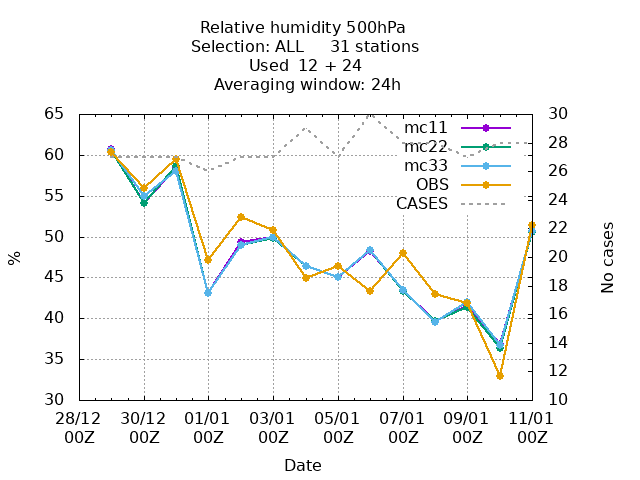 Relative humidity 500hPa
Selection: ALL 31 stations
Used 12 + 24
Averaging window: 24h
65 30
mc11
mc22
mc33
OBS
CASES
60
55
50
45
40
35
30
28
26
24
22
20
18
16
14
12
10
%
No cases
28/12 30/12 01/01 03/01 05/01 07/01 09/01 11/01
00Z 00Z 00Z 00Z 00Z 00Z 00Z 00Z
Date